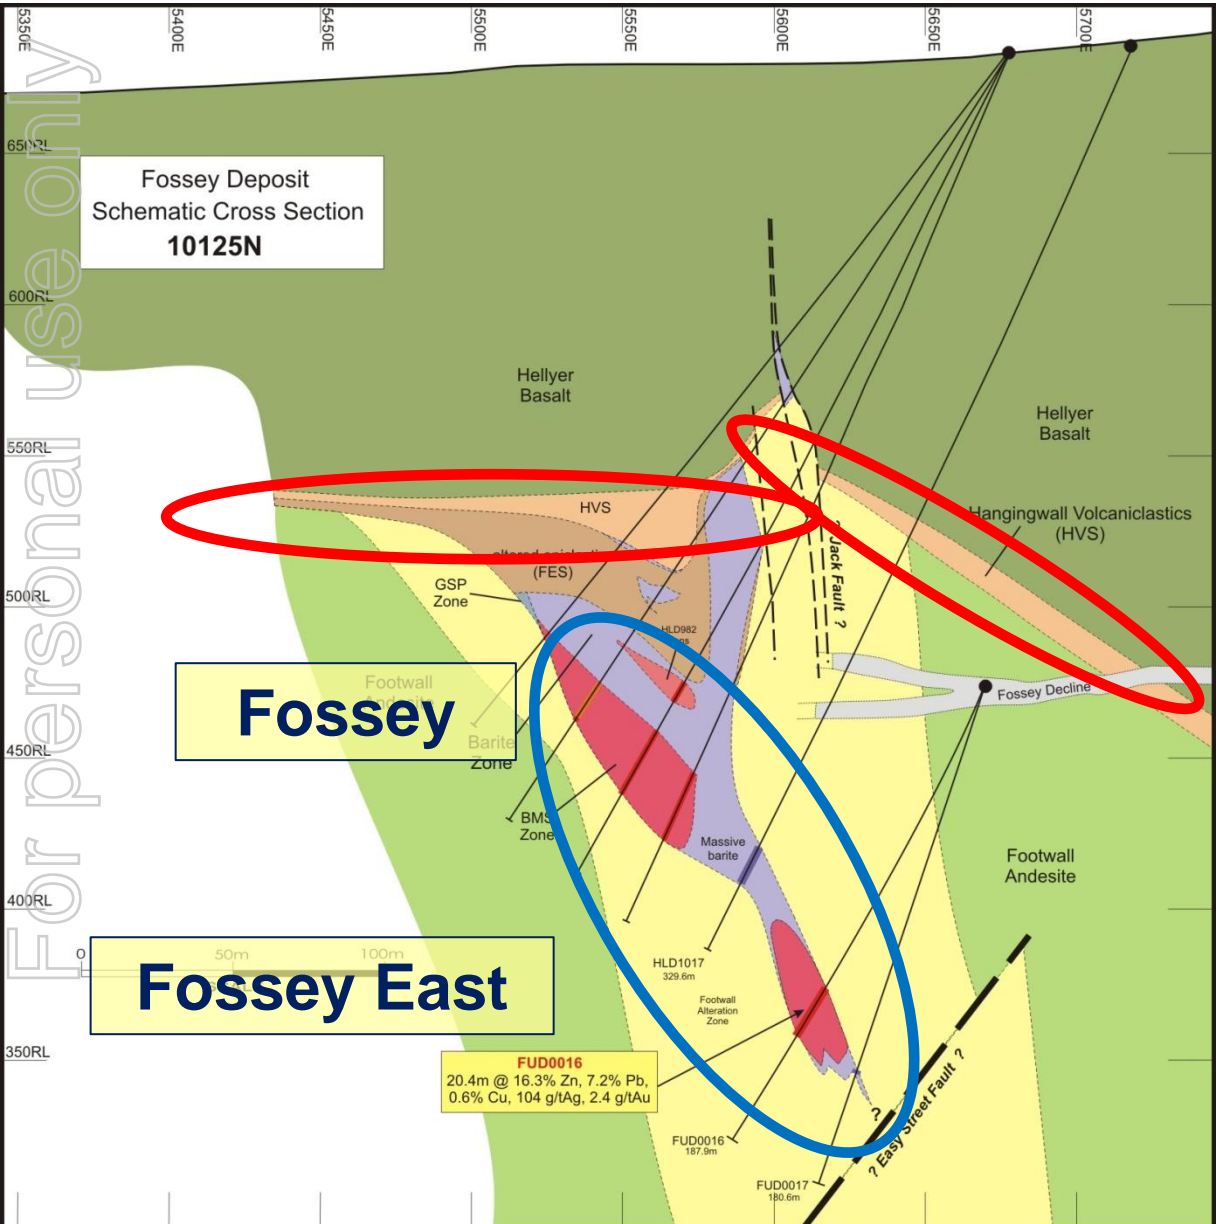 5350E
5400E
5450E
5500E
5550E
5600E
5650E
5700E
For personal use only
650RL
Fossey Deposit
Schematic Cross Section
10125N
600RL
Hellyer
Basalt
Hellyer
Basalt
550RL
HVS
Hangingwall Volcaniclastics
(HVS)
altered
(FES)
? Jack Fault ?
GSP
Zone
500RL
HLD982
Footwall
Andesite
Fossey
Fossey Decline
Barite
Zone
450RL
BMS
Zone
Massive
barite
Footwall
Andesite
400RL
0 50m 100m
HLD1017
329.6m
Fossey East
Footwall
Alteration
Zone
350RL
FUD0016
20.4m @ 16.3% Zn, 7.2% Pb,
0.6% Cu, 104 g/tAg, 2.4 g/tAu
?
? Easy Street Fault ?
FUD0016
187.9m
FUD0017
180.6m